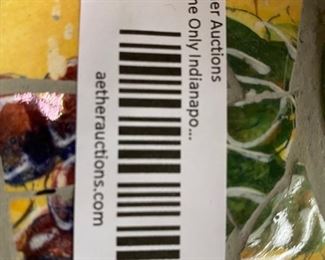 er Auctions
ne Only Indianapo...
aetherauctions.com